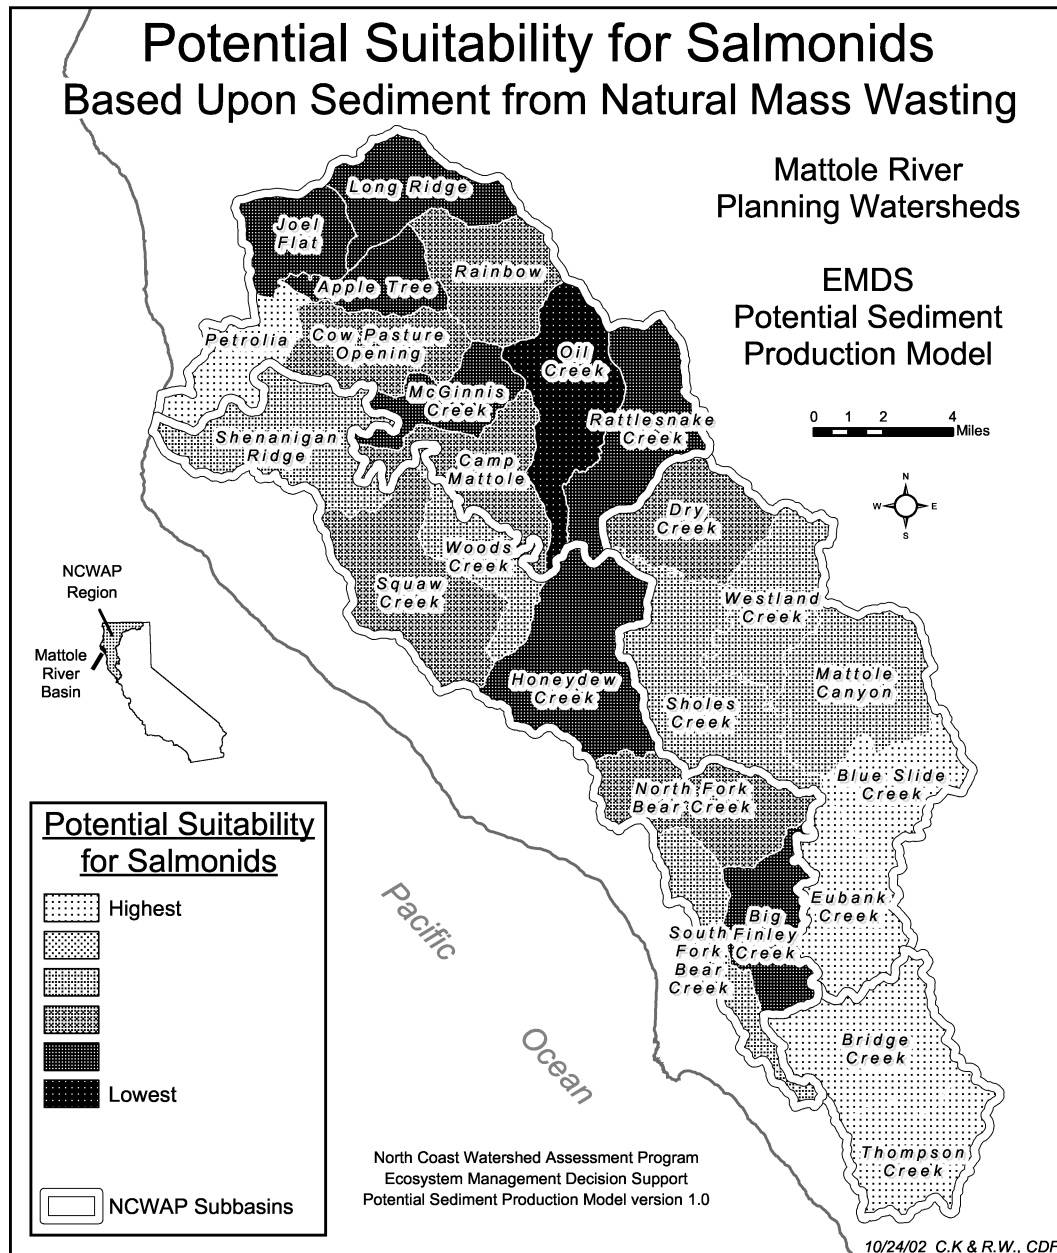 Potential Suitability for Salmonids
Based Upon Sediment from Natural Mass Wasting
Mattole River
Planning Watersheds
EMDS
Potential Sediment
Production Model
0 1 2 4
Miles
N
W E
S
Long Ridge
Joel
Flat
Rainbow
Apple Tree
Petrolia
Cow Pasture
Opening
Oil
Creek
McGinnis
Creek
Rattlesnake
Creek
Shenanigan
Ridge
Camp
Mattole
Dry
Creek
Woods
Creek
Squaw
Creek
Westland
Creek
Honeydew
Creek
Mattole
Canyon
Sholes
Creek
Blue Slide
Creek
North Fork
Bear Creek
Eubank
Creek
Big
Finley
Creek
South
Fork
Bear
Creek
Bridge
Creek
Thompson
Creek
NCWAP
Region
Mattole
River
Basin
Pacific
Ocean
Potential Suitability
for Salmonids
Highest
Lowest
NCWAP Subbasins
North Coast Watershed Assessment Program
Ecosystem Management Decision Support
Potential Sediment Production Model version 1.0
10/24/02 C.K & R.W., CDF